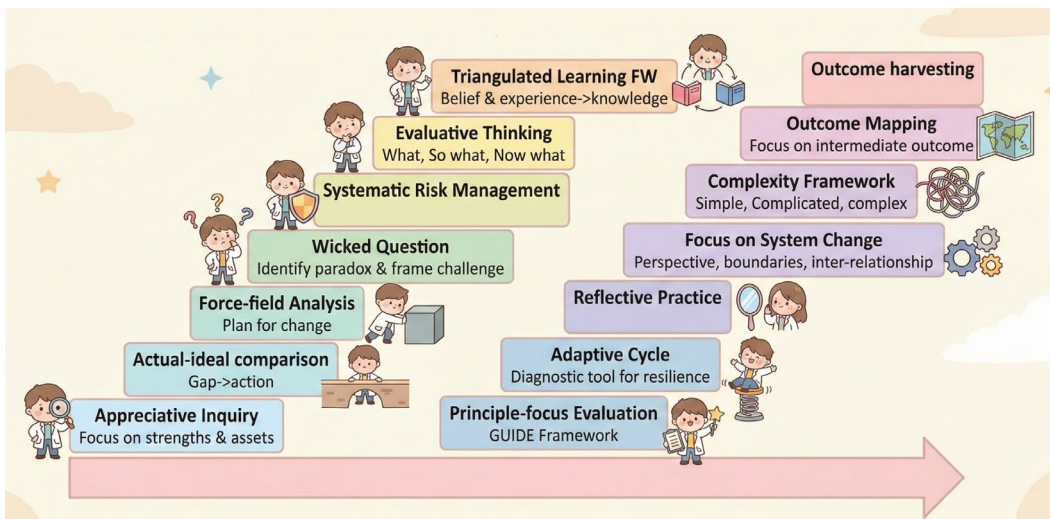 Triangulated Learning FW
Belief & experience->knowledge
Evaluative Thinking
What, So what, Now what
Systematic Risk Management
Wicked Question
Identify paradox & frame challenge
Force-field Analysis
Plan for change
Actual-ideal comparison
Gap->action
Appreciative Inquiry
Focus on strengths & assets
Outcome harvesting
Outcome Mapping
Focus on intermediate outcome
Complexity Framework
Simple, Complicated, complex
Focus on System Change
Perspective, boundaries, inter-relationship
Reflective Practice
Adaptive Cycle
Diagnostic tool for resilience
Principle-focus Evaluation
GUIDE Framework